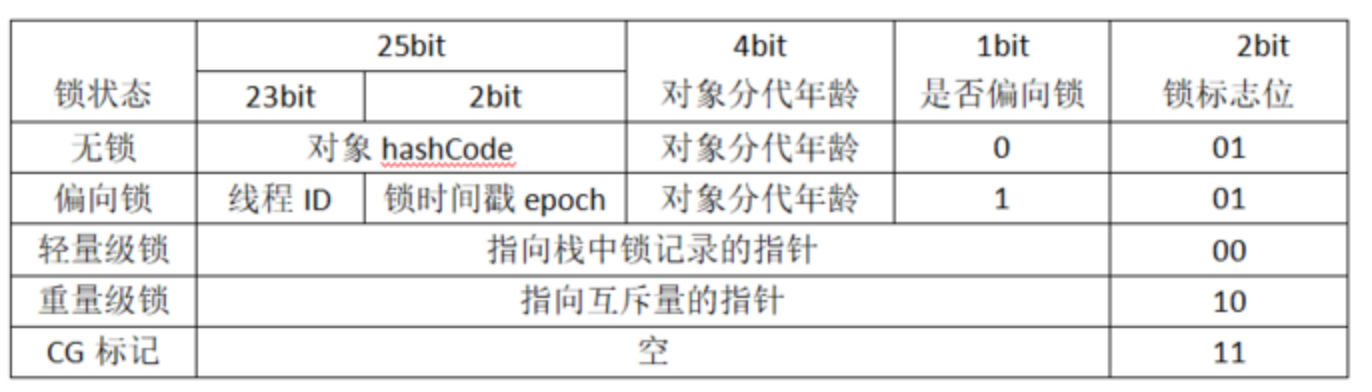 25bit 4bit 1bit 2bit
锁状态 23bit 2bit 对象分代年龄 是否偏向锁 锁标志位
无锁 对象 hashCode 对象分代年龄 0 01
偏向锁 线程 ID 锁时间戳 epoch 对象分代年龄 1 01
轻量级锁 指向栈中锁记录的指针 00
重量级锁 指向互斥量的指针 10
CG 标记 空 11